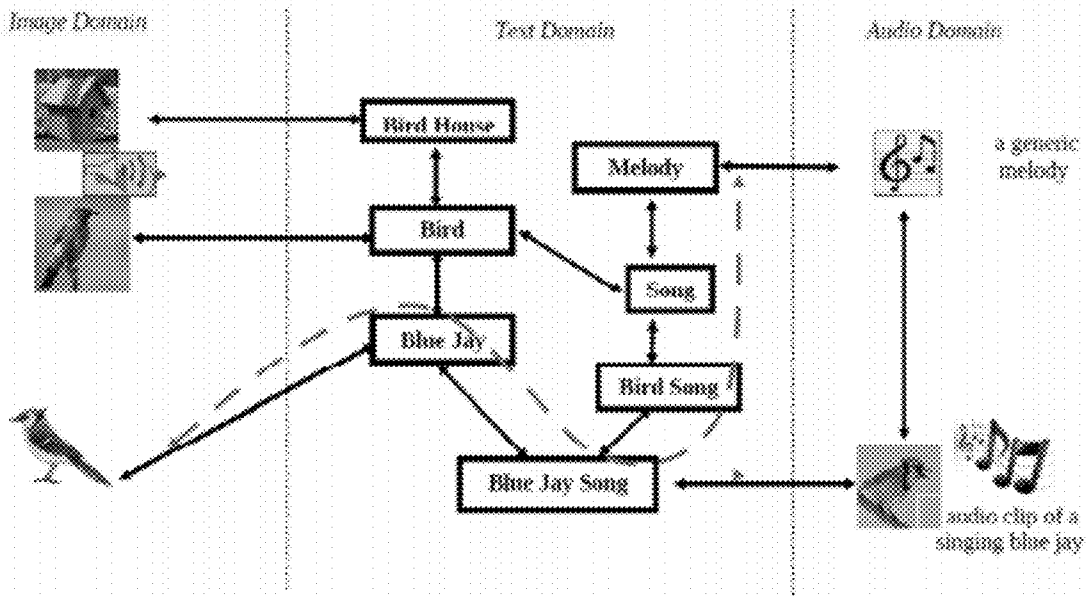 Image Domain
Text Domain
Audio Domain
Bird House
Melody
a generic
melody
Bird
Song
Blue Jay
Bird Song
Blue Jay Song
audio clip of a
singing blue jay